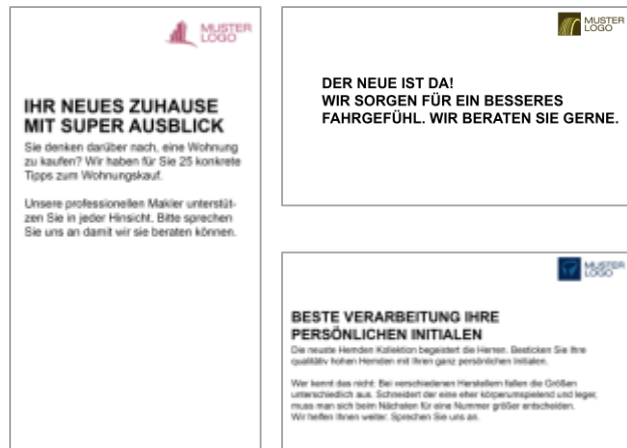 MUSTER
LOGO
IHR NEUES ZUHAUSE
MIT SUPER AUSBLICK
Sie denken darüber nach, eine Wohnung
zu kaufen? Wir haben für Sie 25 konkrete
Tipps zum Wohnungskauf.
Unsere professionellen Makler unterstüt-
zen Sie in jeder Hinsicht. Bitte sprechen
Sie uns an damit wir sie beraten können.
MUSTER
LOGO
DER NEUE IST DA!
WIR SORGEN FÜR EIN BESSERES
FAHRGEFÜHL. WIR BERATEN SIE GERNE.
MUSTER
LOGO
BESTE VERARBEITUNG IHRE
PERSÖNLICHEN INITIALEN
Die neuste Hemden Kollektion begeistert die Herren. Besticken Sie Ihre
qualitätiv hohen Hemden mit Ihren ganz persönlichen Initialen.
Wer kennt das nicht: Bei verschiedenen Herstellern fallen die Größen
unterschiedlich aus. Schneidert der eine eher körperumspielend und leger,
muss man sich beim Nächsten für eine Nummer größer entscheiden.
Wir helfen Ihnen weiter. Sprechen Sie uns an.